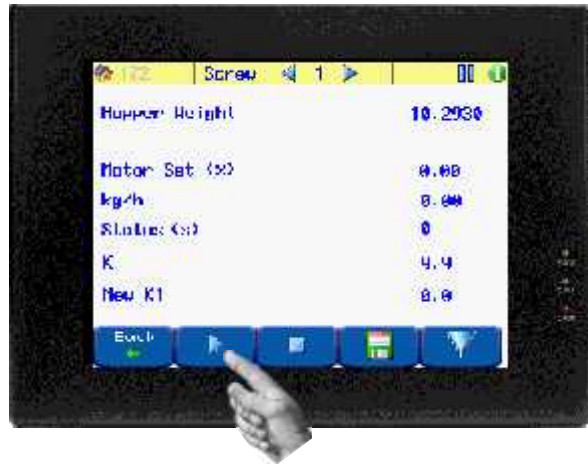 172 Screw 1
Hopper Weight 10.2930
Motor Set (%) 0.00
kg/h 0.00
Status (s) 0
K 4.4
New K1 0.0
Back